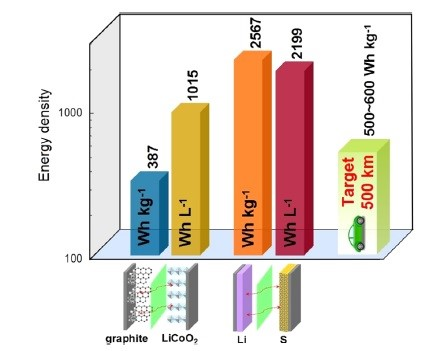 Energy density
1000
100
387
1015
2567
2199
500~600 Wh kg⁻¹
Wh kg⁻¹
Wh L⁻¹
Wh kg⁻¹
Wh L⁻¹
Target
500 km
graphite
LiCoO₂
Li
S